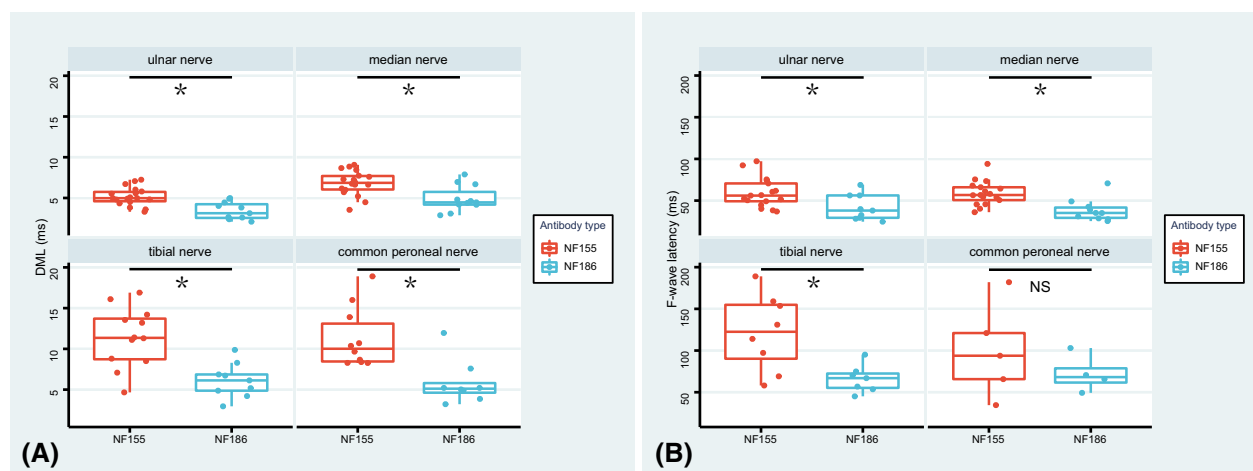 ulnar nerve
median nerve
20
15
10
5
*
*
tibial nerve
common peroneal nerve
20
15
10
5
*
*
DML (ms)
NF155
NF186
NF155
NF186
Antibody type
NF155
NF186
(A)
ulnar nerve
median nerve
200
150
100
50
*
*
tibial nerve
common peroneal nerve
200
150
100
50
*
NS
F-wave latency (ms)
NF155
NF186
NF155
NF186
Antibody type
NF155
NF186
(B)